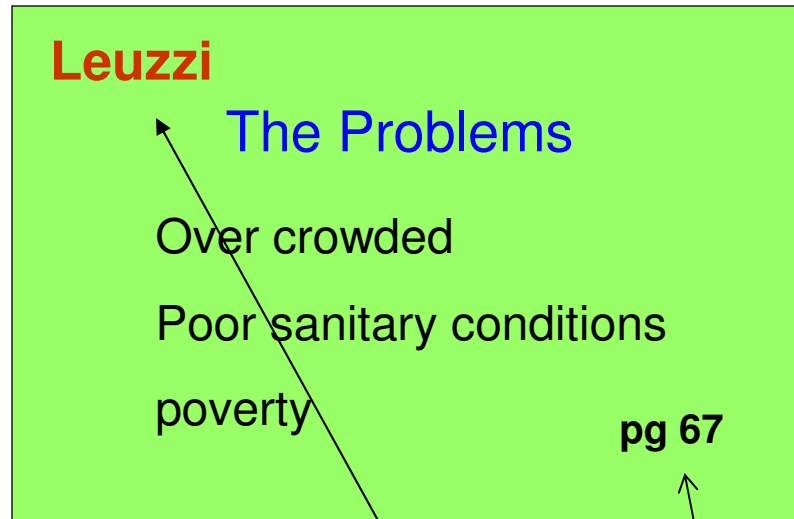 Leuzzi
The Problems
Over crowded
Poor sanitary conditions
poverty
pg 67